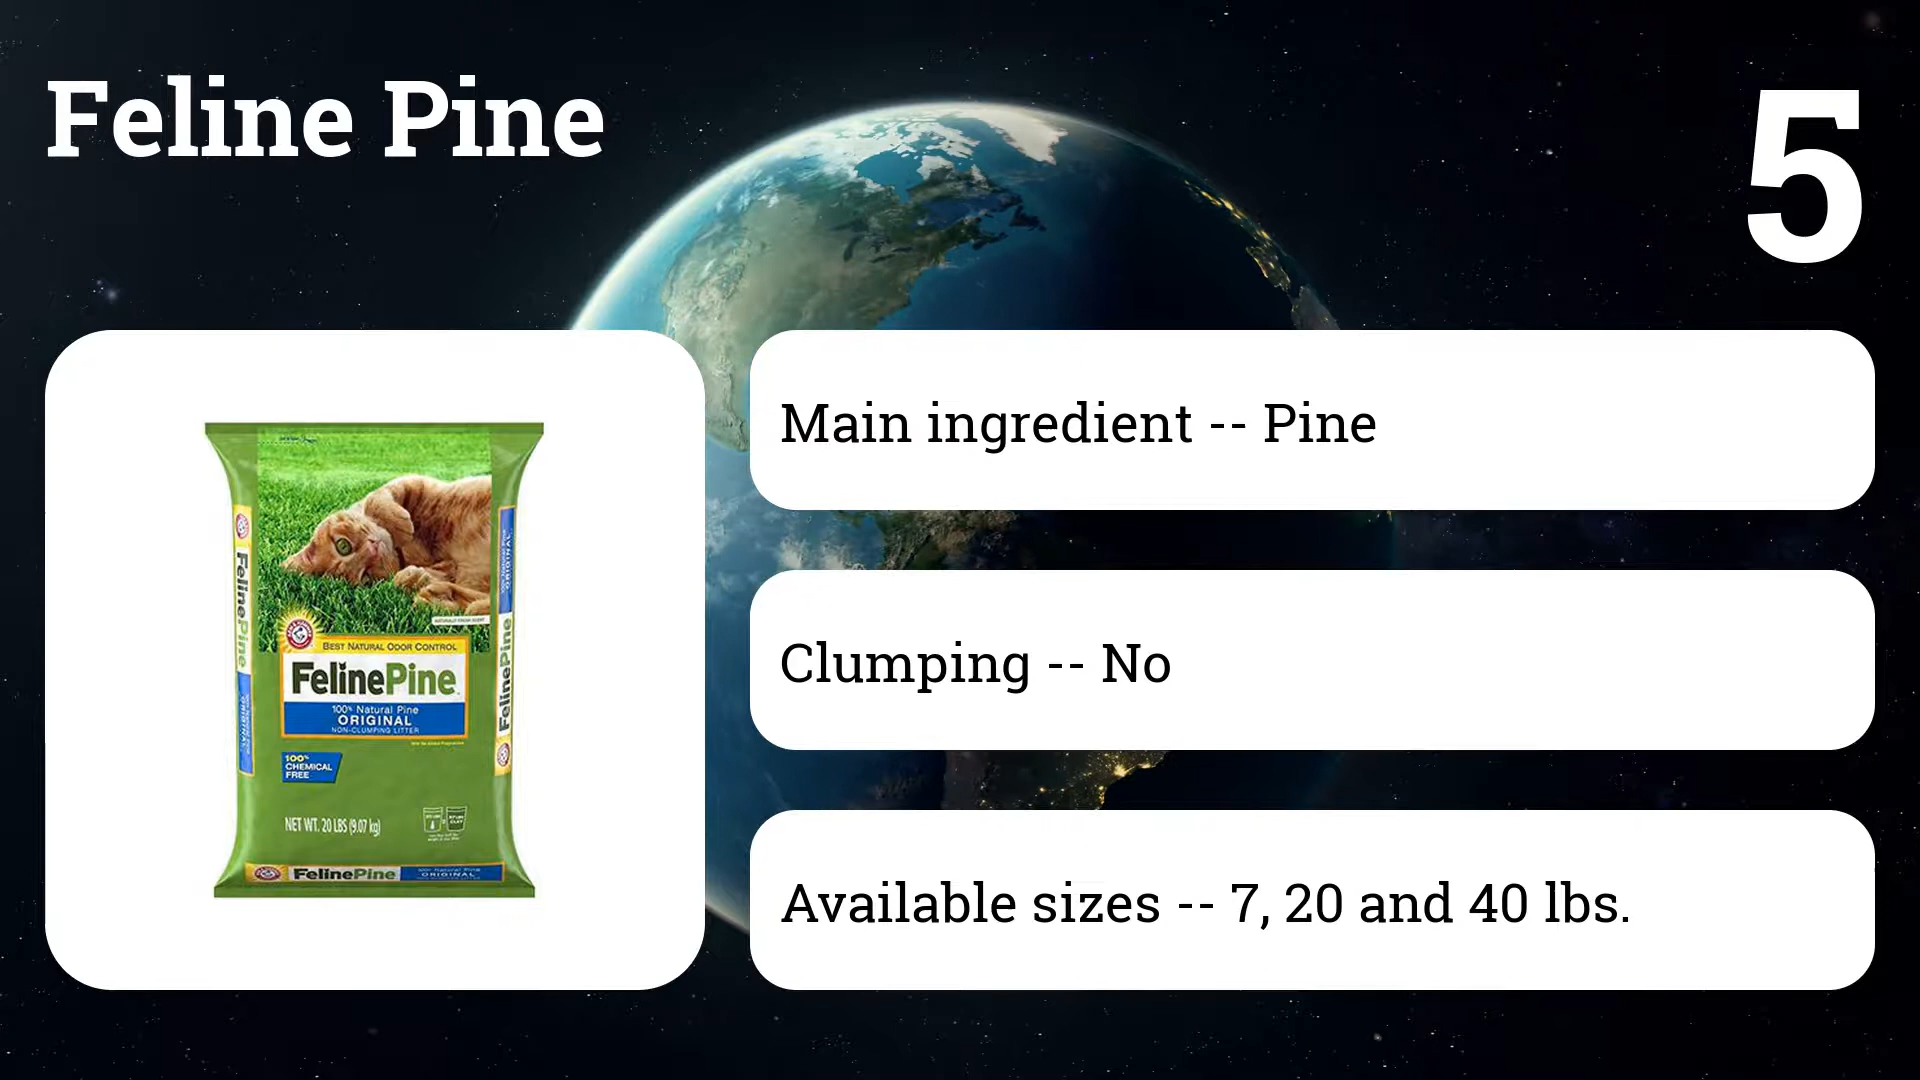 Feline Pine
5
Main ingredient -- Pine
Clumping -- No
Available sizes -- 7, 20 and 40 lbs.
BEST NATURAL ODOR CONTROL
FelinePine
100% Natural Pine
ORIGINAL
NON-CLUMPING LITTER
100%
CHEMICAL
FREE
NET WT. 20 LBS (9.07 kg)
FelinePine
ORIGINAL
FelinePine
FelinePine